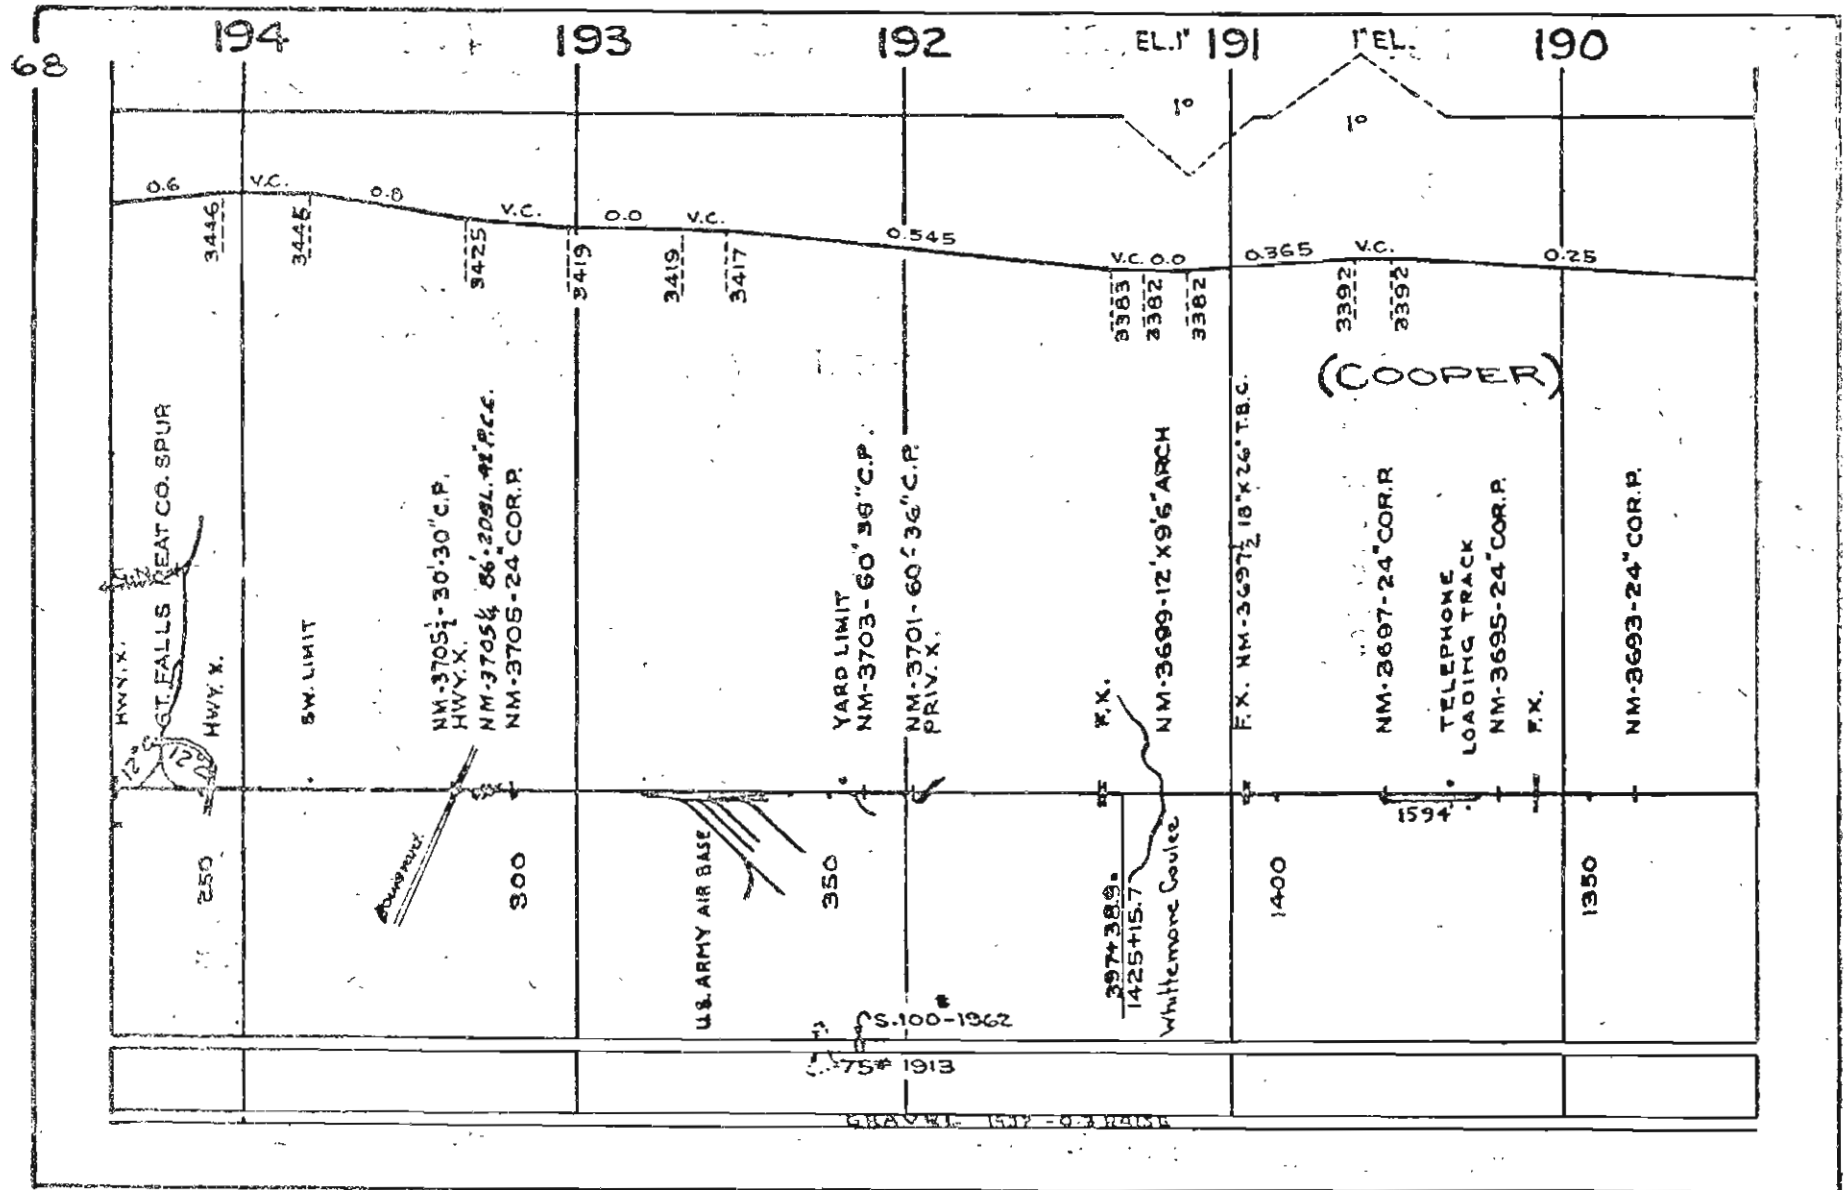 68
194
193
192
EL.1"
191
1"EL.
190
1°
1°
0.6
V.C.
0.8
V.C.
0.0
V.C.
0.545
V.C. 0.0
0.365
V.C.
0.25
3446
3445
3425
3419
3419
3417
3383
3382
3382
3392
3392
(COOPER)
HWY.X.
GT. FALLS MEAT CO. SPUR
HWY. X.
SW. LIMIT
NM-3705½-30'-30"C.P.
HWY.X.
NM-3705¼ 86'-
NM-3705-24"COR.P.
YARD LIMIT
NM-3703-60'36"C.P.
NM-3701-60'-36"C.P.
PRIV. X.
F.X.
NM-3699-12'X9'6"ARCH
F.X. NM-3697½ 18"X26'T.B.C.
NM-3697-24"COR.P.
TELEPHONE
LOADING TRACK
NM-3695-24"COR.P.
F.X.
NM-3693-24"COR.P.
12°
12°
1594'
250
300
U.S. ARMY AIR BASE
350
397+38.9=
1425+15.7
Whittemore Coulee
1400
1350
S.100#-1962
75# 1913
GRAVEL